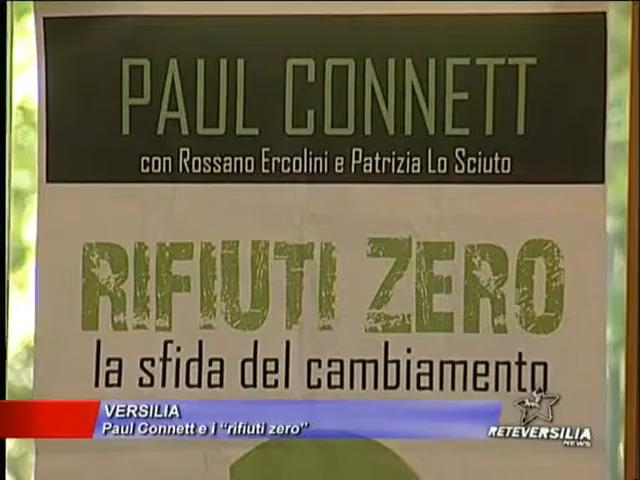 PAUL CONNETT
con Rossano Ercolini e Patrizia Lo Sciuto
RIFIUTI ZERO
la sfida del cambiamento
VERSILIA
Paul Connett e i "rifiuti zero"
RETEVERSILIA
NEWS